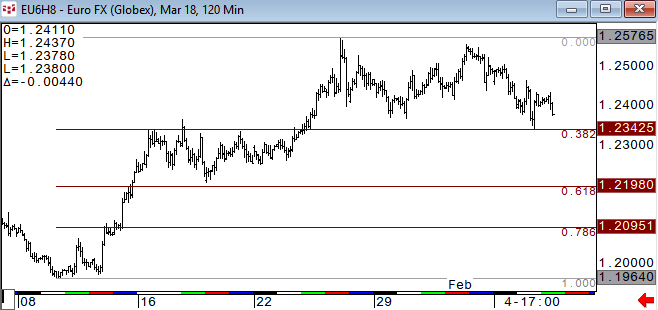 EU6H8 - Euro FX (Globex), Mar 18, 120 Min
O=1.24110
H=1.24370
L=1.23780
L=1.23800
Δ=-0.00440
1.25765
0.000
1.25000
1.24000
1.23425
0.382
1.23000
1.21980
0.618
1.20951
0.786
1.20000
1.19640
1.000
Feb
08 16 22 29 4-17:00